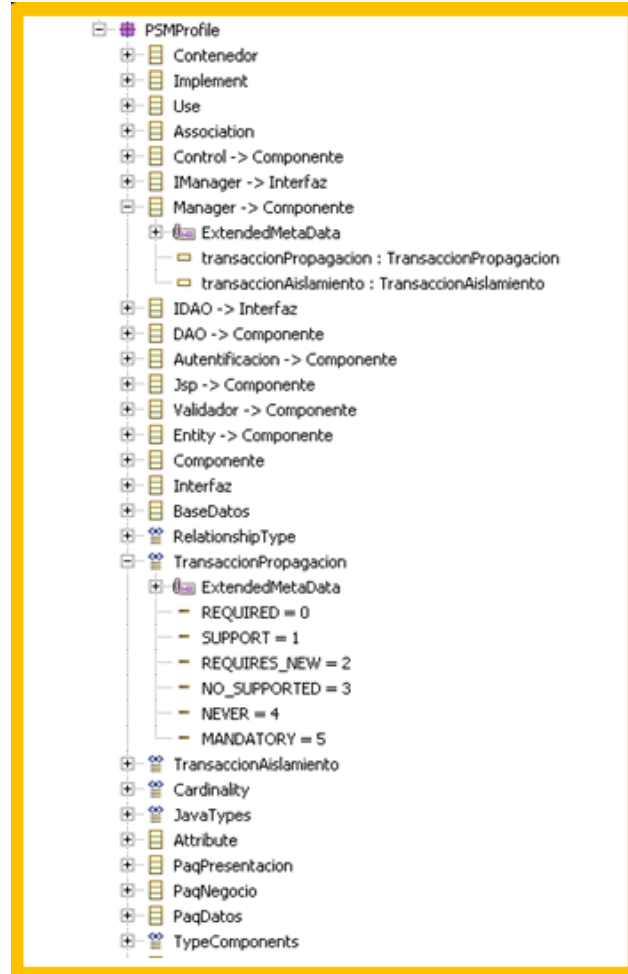 PSMProfile
Contenedor
Implement
Use
Association
Control -> Componente
IManager -> Interfaz
Manager -> Componente
ExtendedMetaData
transaccionPropagacion : TransaccionPropagacion
transaccionAislamiento : TransaccionAislamiento
IDAO -> Interfaz
DAO -> Componente
Autentificacion -> Componente
Jsp -> Componente
Validador -> Componente
Entity -> Componente
Componente
Interfaz
BaseDatos
RelationshipType
TransaccionPropagacion
ExtendedMetaData
REQUIRED = 0
SUPPORT = 1
REQUIRES_NEW = 2
NO_SUPPORTED = 3
NEVER = 4
MANDATORY = 5
TransaccionAislamiento
Cardinality
JavaTypes
Attribute
PaqPresentacion
PaqNegocio
PaqDatos
TypeComponents